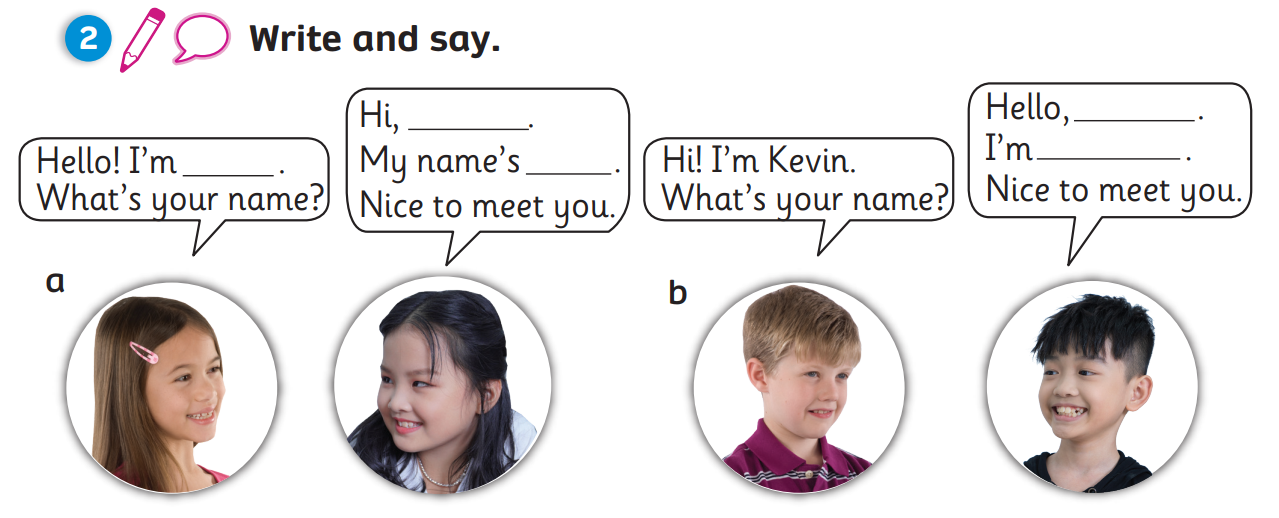 2 Write and say.
Hello! I'm ______.
What's your name?
Hi, ________.
My name's ______.
Nice to meet you.
Hi! I'm Kevin.
What's your name?
Hello, ________.
I'm __________.
Nice to meet you.
a
b